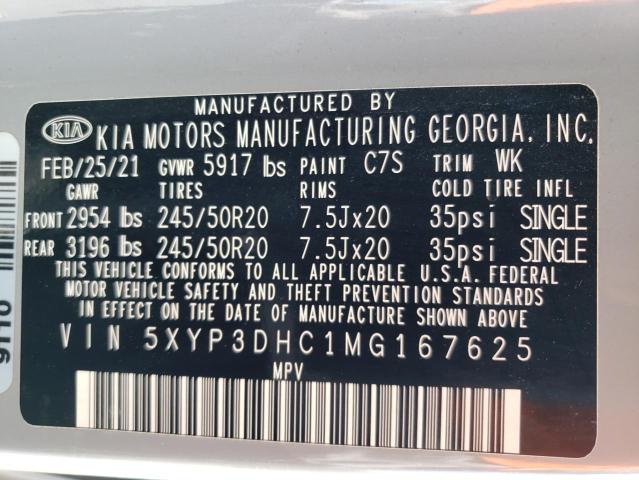 MANUFACTURED BY
KIA KIA MOTORS MANUFACTURING GEORGIA, INC.
FEB/25/21 GVWR 5917 lbs PAINT C7S TRIM WK
GAWR TIRES RIMS COLD TIRE INFL
FRONT 2954 lbs 245/50R20 7.5Jx20 35psi SINGLE
REAR 3196 lbs 245/50R20 7.5Jx20 35psi SINGLE
THIS VEHICLE CONFORMS TO ALL APPLICABLE U.S.A. FEDERAL
MOTOR VEHICLE SAFETY AND THEFT PREVENTION STANDARDS
IN EFFECT ON THE DATE OF MANUFACTURE SHOWN ABOVE.
VIN 5XYP3DHC1MG167625
MPV